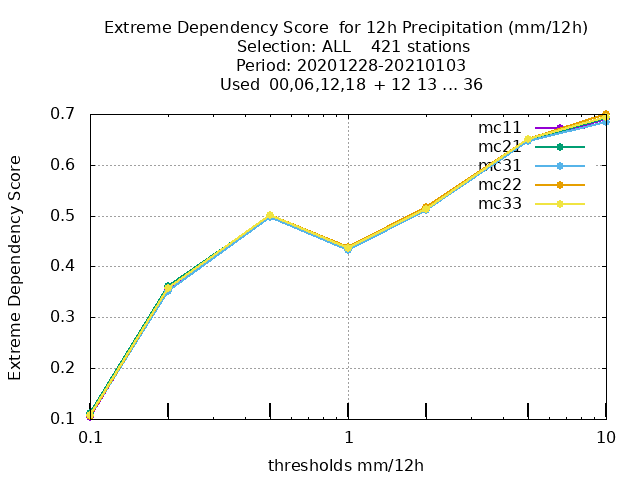 Extreme Dependency Score  for 12h Precipitation (mm/12h)
Selection: ALL    421 stations
Period: 20201228-20210103
Used  00,06,12,18  + 12 13 ... 36
0.7
0.6
0.5
0.4
0.3
0.2
0.1
Extreme Dependency Score
mc11
mc21
mc31
mc22
mc33
0.1
1
10
thresholds mm/12h